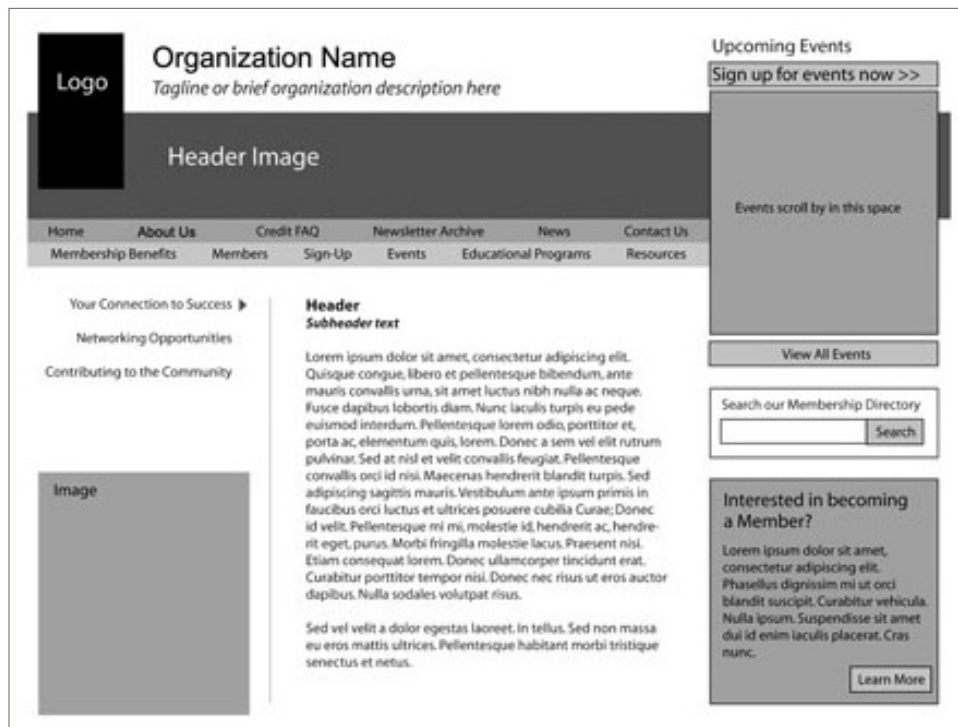 Logo
Organization Name
Tagline or brief organization description here
Header Image
Home About Us Credit FAQ Newsletter Archive News Contact Us
Membership Benefits Members Sign-Up Events Educational Programs Resources
Your Connection to Success
Networking Opportunities
Contributing to the Community
Image
Header
Subheader text
Lorem ipsum dolor sit amet, consectetur adipiscing elit.
Quisque congue, libero et pellentesque bibendum, ante
mauris convallis urna, sit amet luctus nibh nulla ac neque.
Fusce dapibus lobortis diam. Nunc iaculis turpis eu pede
euismod interdum. Pellentesque lorem odio, porttitor et,
porta ac, elementum quis, lorem. Donec a sem vel elit rutrum
pulvinar. Sed at nisl et velit convallis feugiat. Pellentesque
convallis orci id nisi. Maecenas hendrerit blandit turpis. Sed
adipiscing sagittis mauris. Vestibulum ante ipsum primis in
faucibus orci luctus et ultrices posuere cubilia Curae; Donec
id velit. Pellentesque mi mi, molestie id, hendrerit ac, hendre-
rit eget, purus. Morbi fringilla molestie lacus. Praesent nisl.
Etiam consequat lorem. Donec ullamcorper tincidunt erat.
Curabitur porttitor tempor nisi. Donec nec risus ut eros auctor
dapibus. Nulla sodales volutpat risus.
Sed vel velit a dolor egestas laoreet. In tellus. Sed non massa
eu eros mattis ultrices. Pellentesque habitant morbi tristique
senectus et netus.
Upcoming Events
Sign up for events now >>
Events scroll by in this space
View All Events
Search our Membership Directory
Search
Interested in becoming
a Member?
Lorem ipsum dolor sit amet,
consectetur adipiscing elit.
Phasellus dignissim mi ut orci
blandit suscipit. Curabitur vehicula.
Nulla ipsum. Suspendisse sit amet
dui id enim iaculis placerat. Cras
nunc.
Learn More